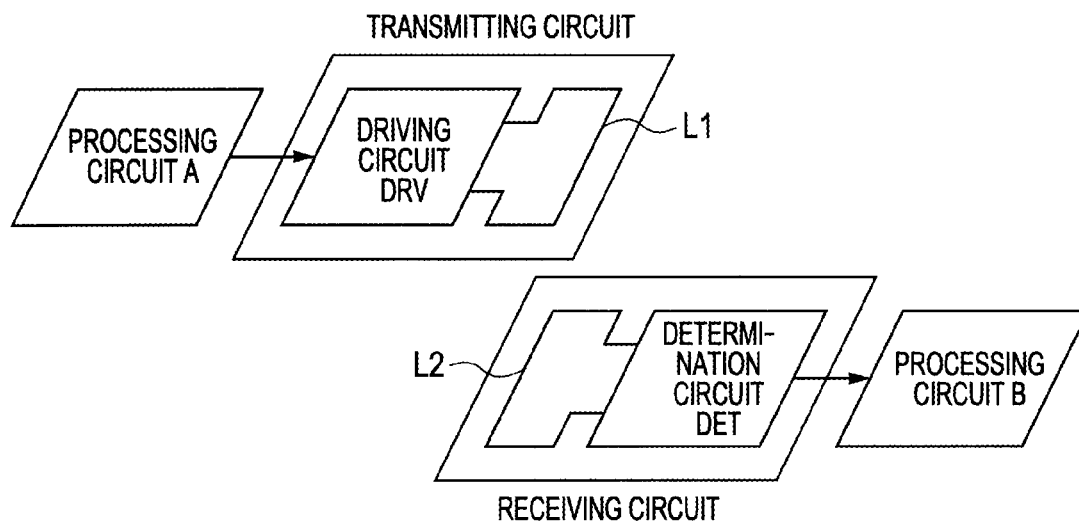 TRANSMITTING CIRCUIT
PROCESSING
CIRCUIT A
DRIVING
CIRCUIT
DRV
L1
L2
DETERMI-
NATION
CIRCUIT
DET
PROCESSING
CIRCUIT B
RECEIVING CIRCUIT